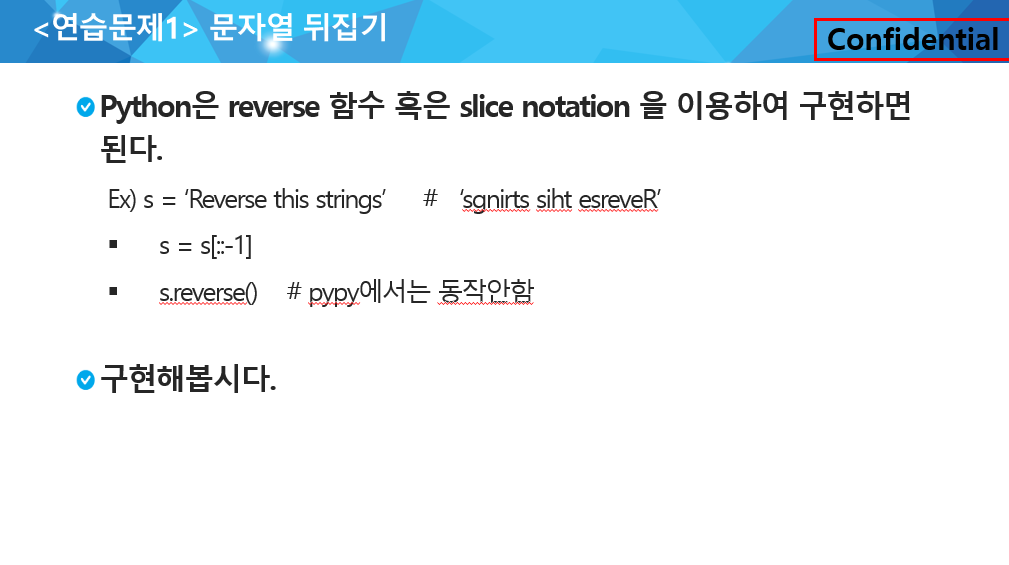 <연습문제1> 문자열 뒤집기
Confidential
Python은 reverse 함수 혹은 slice notation 을 이용하여 구현하면
된다.
Ex) s = ‘Reverse this strings’ # ‘sgnirts siht esreveR’
▪ s = s[::-1]
▪ s.reverse() # pypy에서는 동작안함
구현해봅시다.